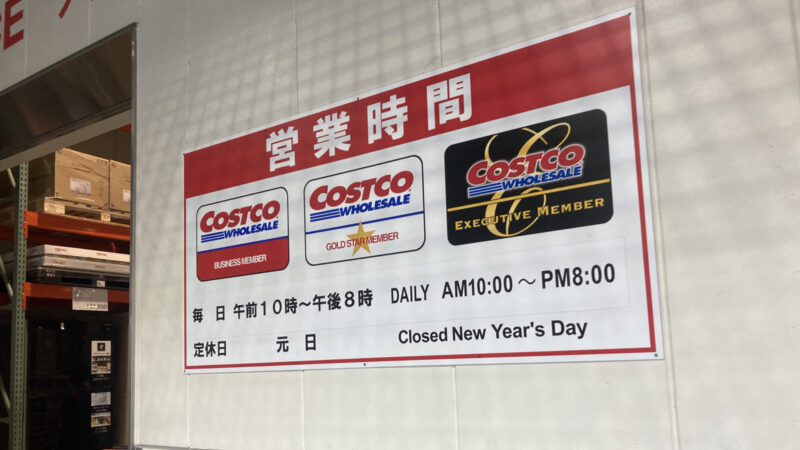 営業時間
COSTCO
WHOLESALE
BUSINESS MEMBER
COSTCO
WHOLESALE
GOLD STAR MEMBER
COSTCO
WHOLESALE
EXECUTIVE MEMBER
毎 日 午前10時〜午後8時 DAILY AM10:00 〜 PM8:00
定休日 元 日 Closed New Year's Day